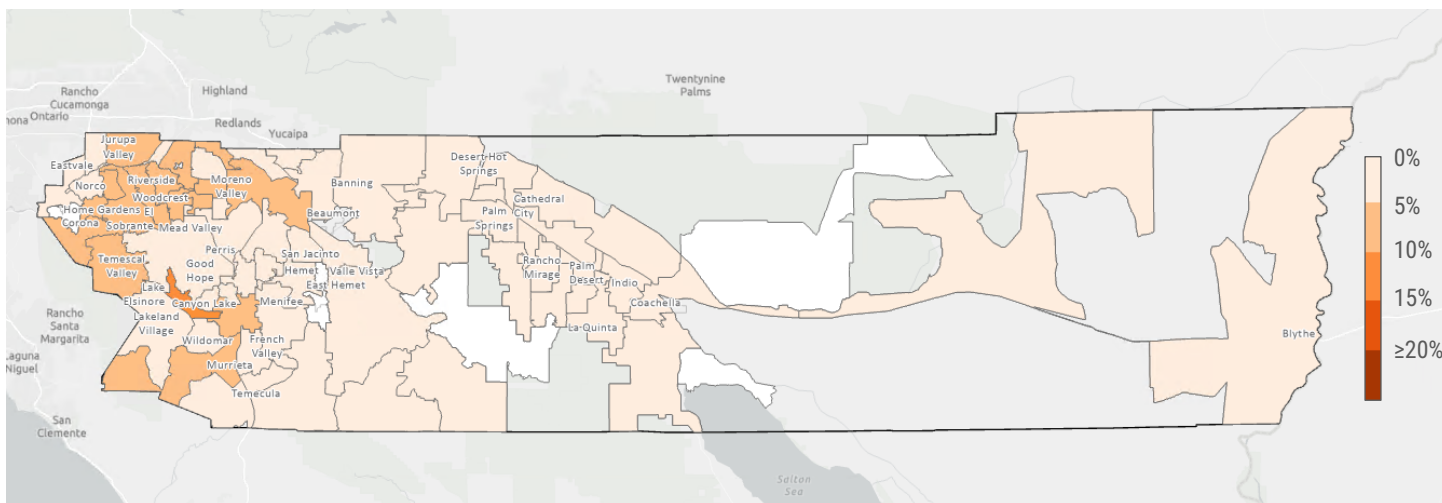 Twentynine
Palms
Rancho
Cucamonga
Highland
Ontario
Redlands
Yucaipa
Jurupa
Valley
Eastvale
Norco
Riverside
Moreno
Valley
Woodcrest
Home Gardens
El
Corona
Sobrante
Mead Valley
Banning
Beaumont
Desert Hot
Springs
Cathedral
City
Palm
Springs
Rancho
Mirage
Palm
Desert
Indio
Coachella
La Quinta
Temescal
Valley
Perris
Good
Hope
San Jacinto
Hemet
Valle Vista
East Hemet
Lake
Elsinore
Canyon Lake
Menifee
Lakeland
Village
Wildomar
French
Valley
Murrieta
Temecula
Rancho
Santa
Margarita
Laguna
Niguel
San
Clemente
Salton
Sea
Blythe
0%
5%
10%
15%
≥20%